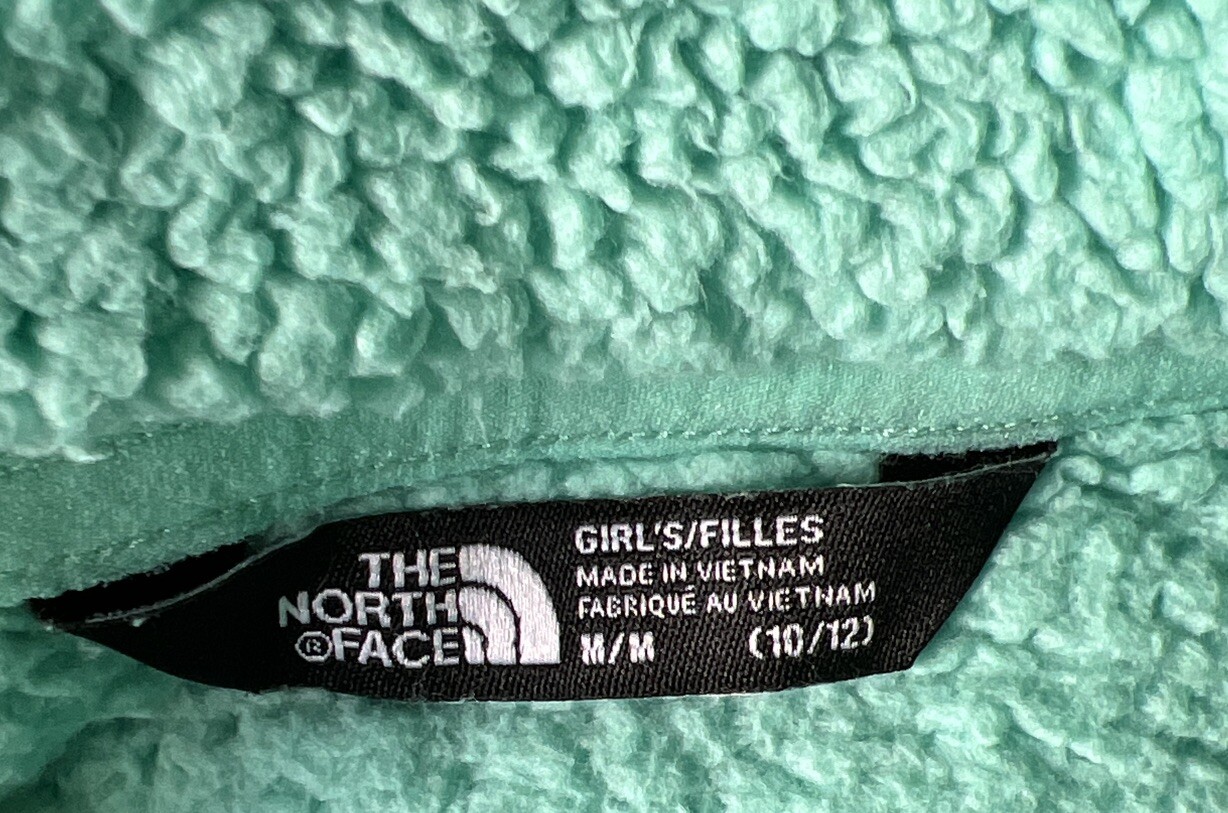 THE
NORTH
®FACE
GIRL'S/FILLES
MADE IN VIETNAM
FABRIQUÉ AU VIETNAM
M/M (10/12)